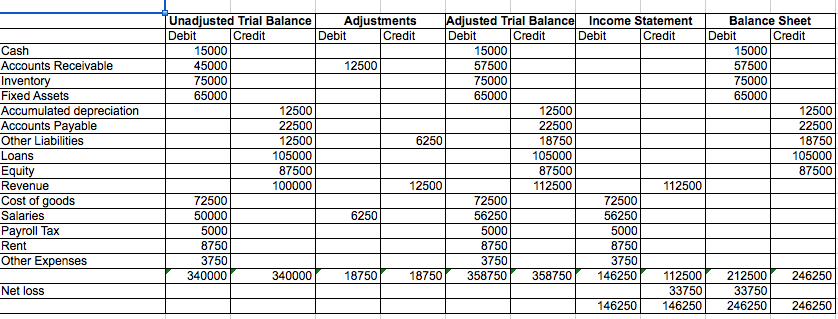 Unadjusted Trial Balance Adjustments Adjusted Trial Balance Income Statement Balance Sheet
Debit Credit Debit Credit Debit Credit Debit Credit Debit Credit
Cash 15000 15000 15000
Accounts Receivable 45000 12500 57500 57500
Inventory 75000 75000 75000
Fixed Assets 65000 65000 65000
Accumulated depreciation 12500 12500 12500
Accounts Payable 22500 22500 22500
Other Liabilities 12500 6250 18750 18750
Loans 105000 105000 105000
Equity 87500 87500 87500
Revenue 100000 12500 112500 112500
Cost of goods 72500 72500 72500
Salaries 50000 6250 56250 56250
Payroll Tax 5000 5000 5000
Rent 8750 8750 8750
Other Expenses 3750 3750 3750
340000 340000 18750 18750 358750 358750 146250 112500 212500 246250
Net loss 33750 33750
146250 146250 246250 246250